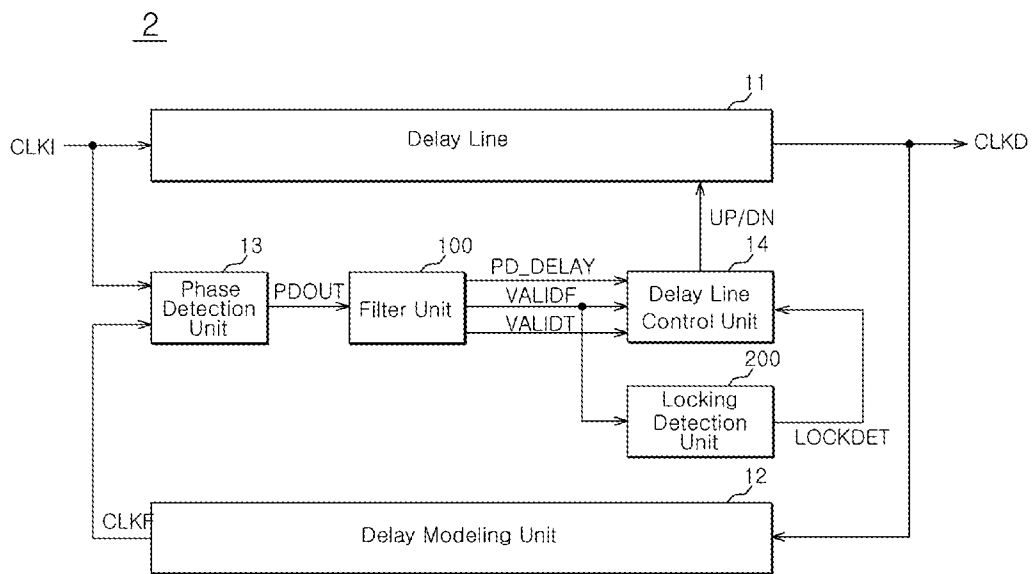 2
11
Delay Line
CLKI
CLKD
UP/DN
13
100
14
Phase
Detection
Unit
PDOUT
Filter Unit
PD_DELAY
VALIDF
VALIDT
Delay Line
Control Unit
200
Locking
Detection
Unit
LOCKDET
12
CLKF
Delay Modeling Unit